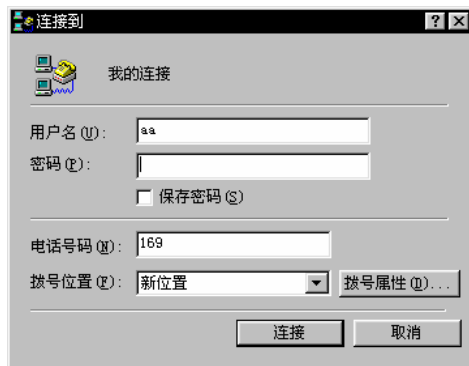 连接到
我的连接
用户名(U): aa
密码(P):
保存密码(S)
电话号码(N): 169
拨号位置(F): 新位置 拨号属性(D)...
连接 取消